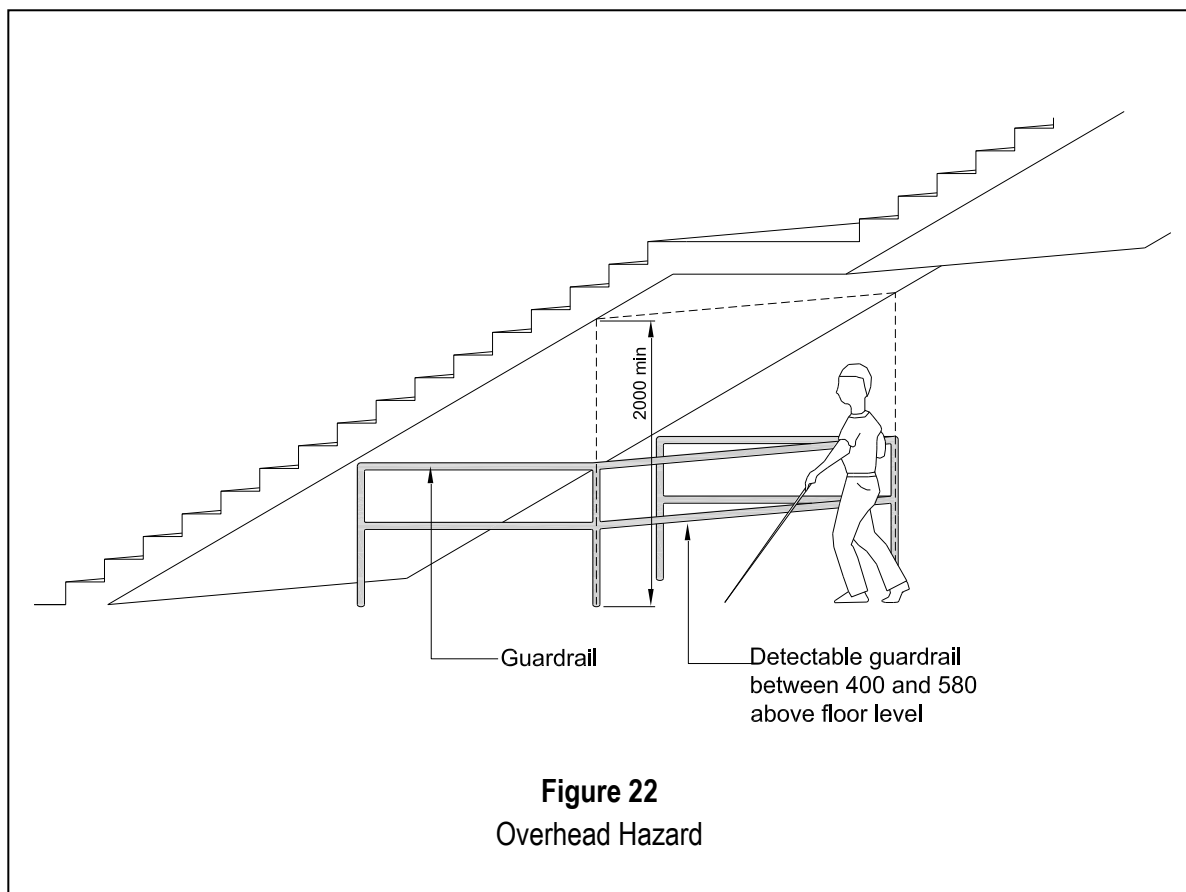 2000 min
Guardrail
Detectable guardrail
between 400 and 580
above floor level
Figure 22
Overhead Hazard